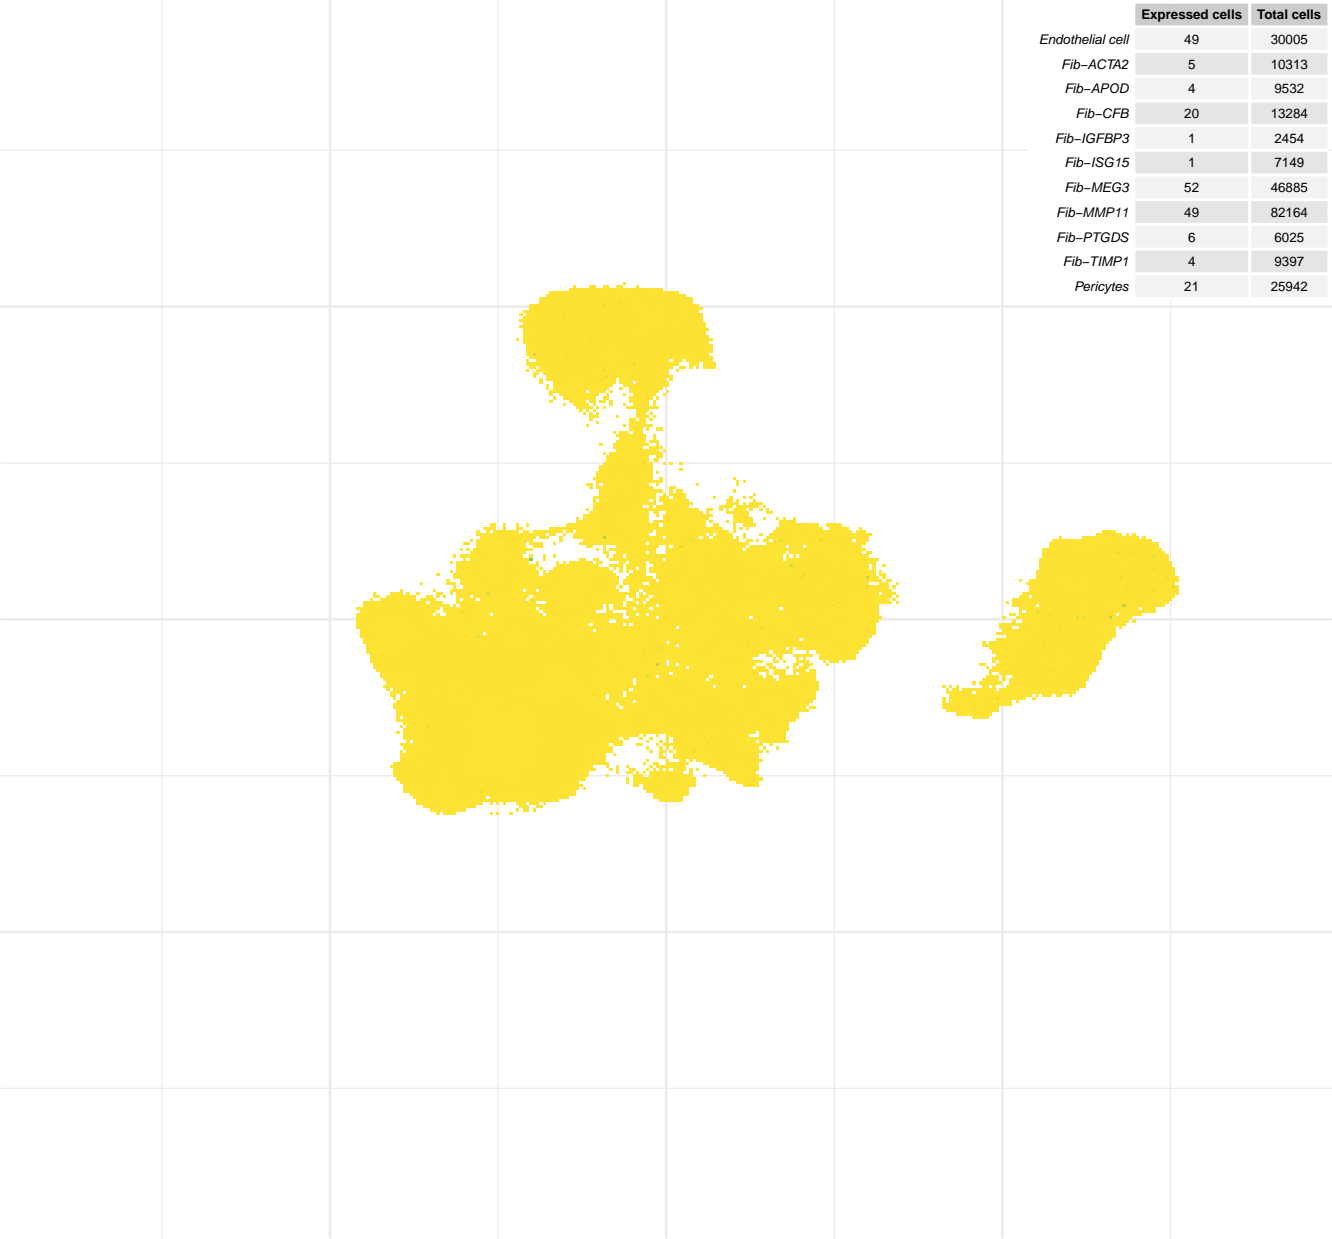 Expressed cells Total cells
Endothelial cell 49 30005
Fib−ACTA2 5 10313
Fib−APOD 4 9532
Fib−CFB 20 13284
Fib−IGFBP3 1 2454
Fib−ISG15 1 7149
Fib−MEG3 52 46885
Fib−MMP11 49 82164
Fib−PTGDS 6 6025
Fib−TIMP1 4 9397
Pericytes 21 25942